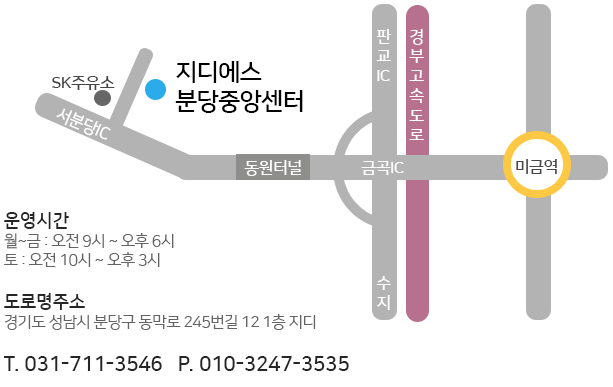 판교IC
경부고속도로
지디에스
분당중앙센터
SK주유소
서분당IC
동원터널
금곡IC
미금역
수지
운영시간
월~금 : 오전 9시 ~ 오후 6시
토 : 오전 10시 ~ 오후 3시
도로명주소
경기도 성남시 분당구 동막로 245번길 12 1층 지디
T. 031-711-3546 P. 010-3247-3535